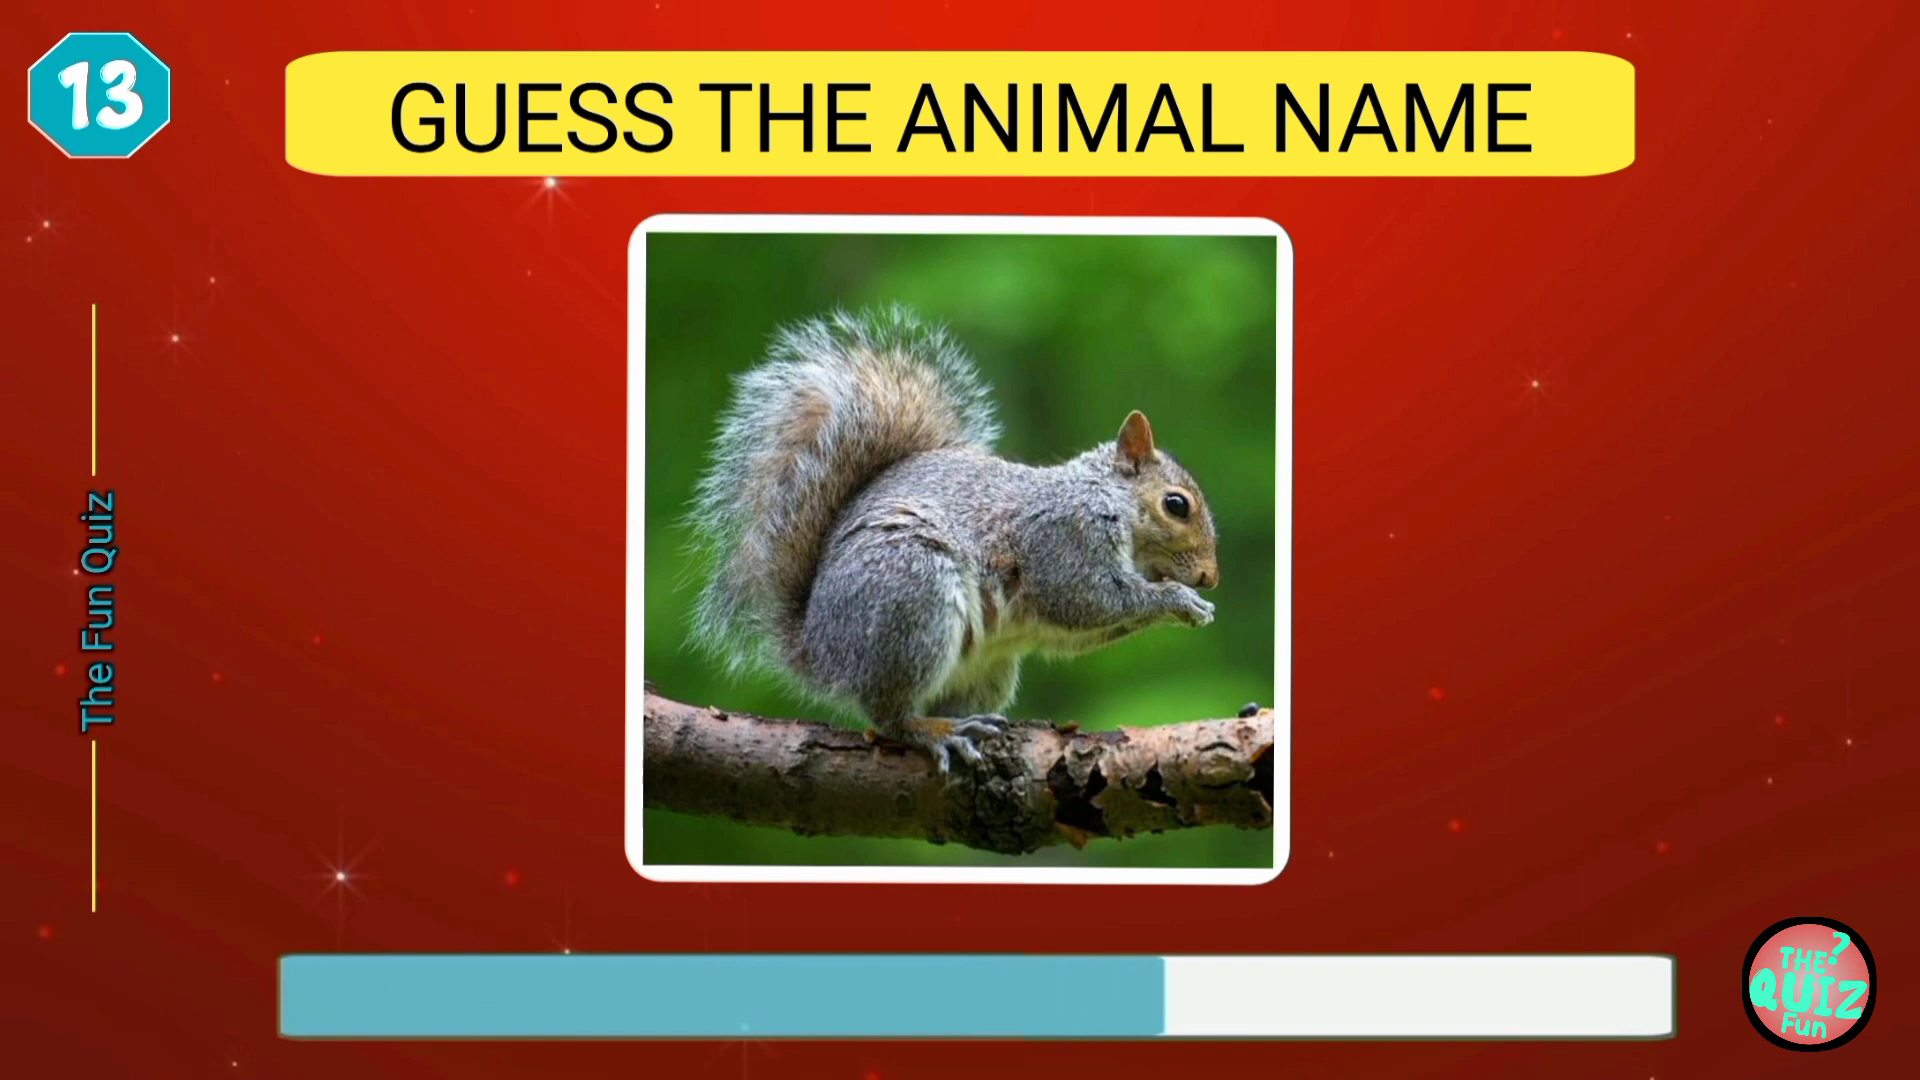 13
GUESS THE ANIMAL NAME
The Fun Quiz
THE?
QUIZ
Fun